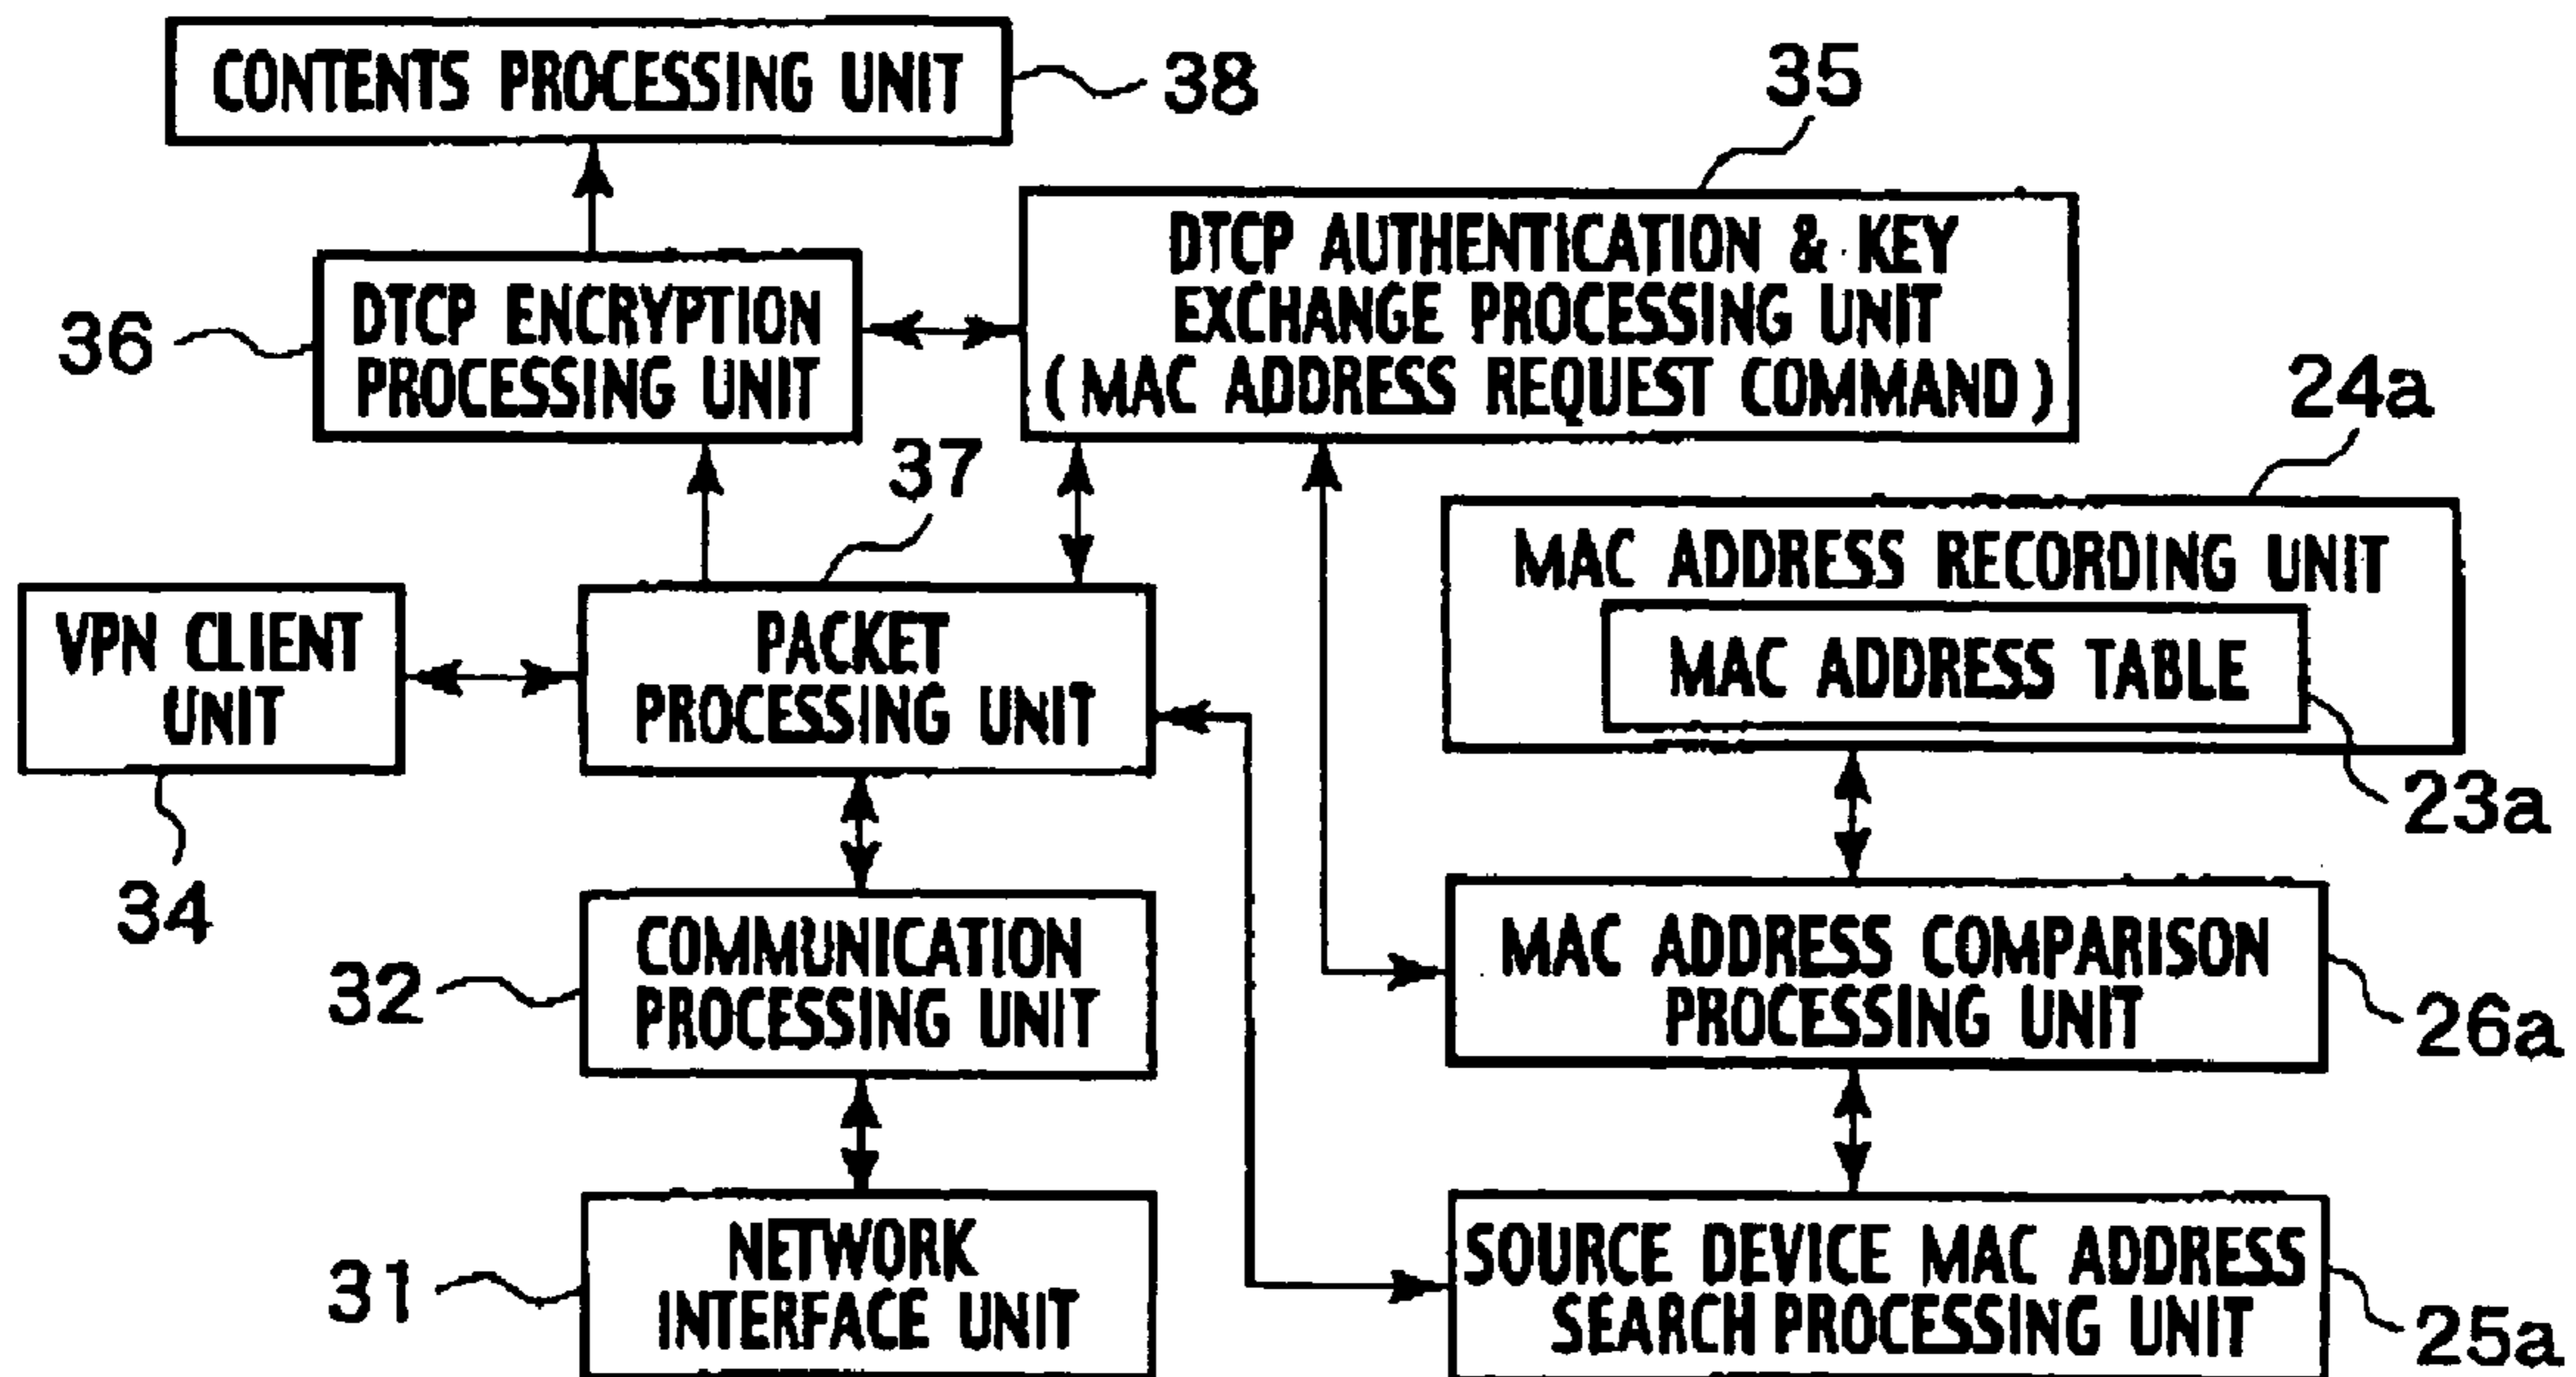 CONTENTS PROCESSING UNIT
38
35
DTCP AUTHENTICATION & KEY
EXCHANGE PROCESSING UNIT
( MAC ADDRESS REQUEST COMMAND )
36
DTCP ENCRYPTION
PROCESSING UNIT
24a
37
MAC ADDRESS RECORDING UNIT
MAC ADDRESS TABLE
23a
VPN CLIENT
UNIT
34
PACKET
PROCESSING UNIT
32
COMMUNICATION
PROCESSING UNIT
MAC ADDRESS COMPARISON
PROCESSING UNIT
26a
31
NETWORK
INTERFACE UNIT
SOURCE DEVICE MAC ADDRESS
SEARCH PROCESSING UNIT
25a